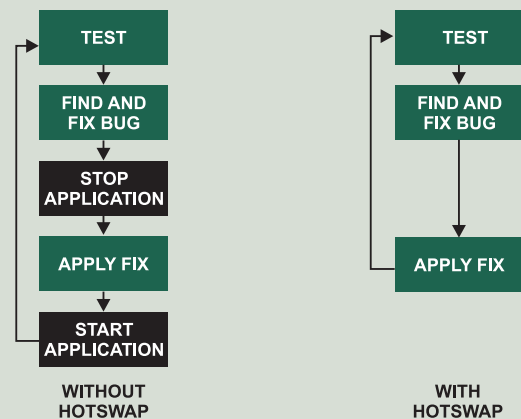 TEST
FIND AND
FIX BUG
STOP
APPLICATION
APPLY FIX
START
APPLICATION
WITHOUT
HOTSWAP
TEST
FIND AND
FIX BUG
APPLY FIX
WITH
HOTSWAP